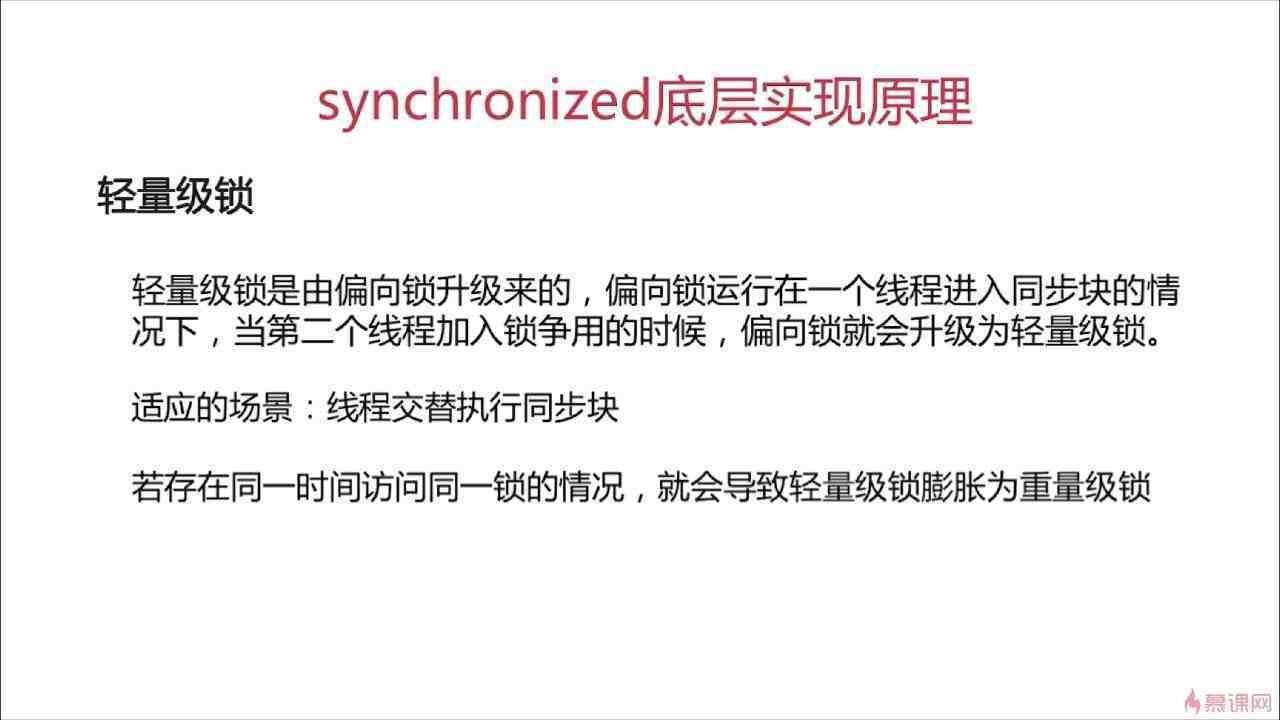 synchronized底层实现原理
轻量级锁
轻量级锁是由偏向锁升级来的，偏向锁运行在一个线程进入同步块的情
况下，当第二个线程加入锁争用的时候，偏向锁就会升级为轻量级锁。
适应的场景：线程交替执行同步块
若存在同一时间访问同一锁的情况，就会导致轻量级锁膨胀为重量级锁
慕课网